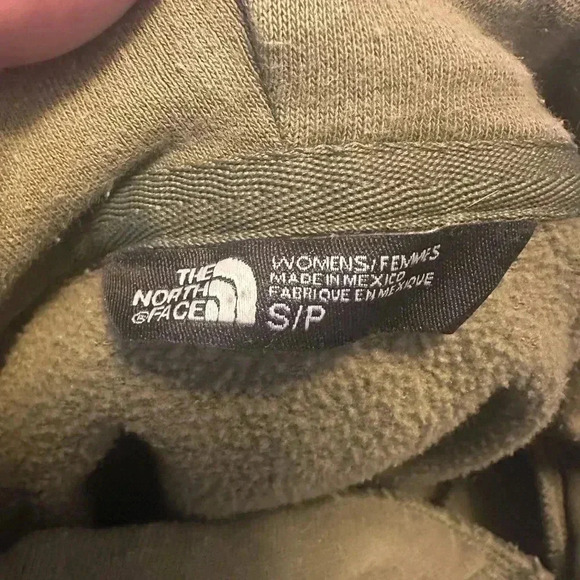 THE
NORTH
FACE
WOMENS/FEMMES
MADE IN MEXICO
FABRIQUE EN MEXIQUE
S/P